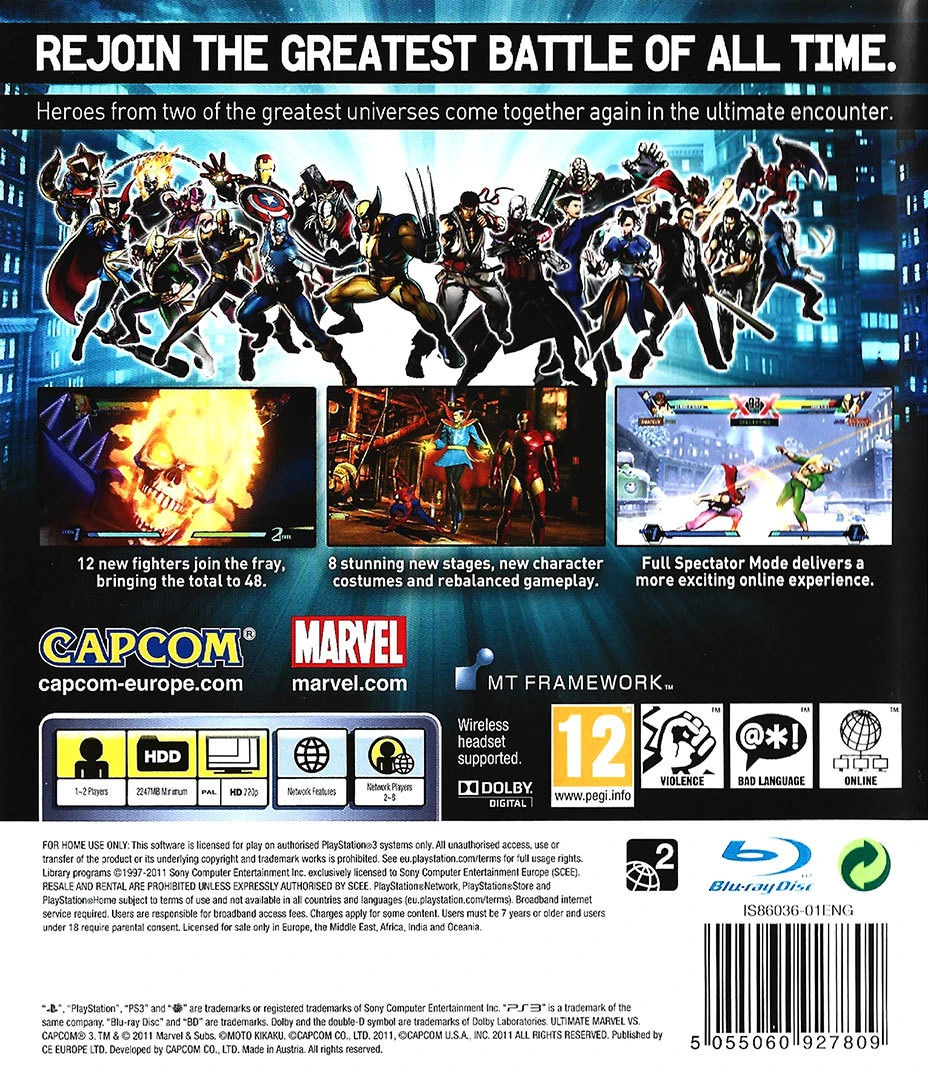 REJOIN THE GREATEST BATTLE OF ALL TIME.
Heroes from two of the greatest universes come together again in the ultimate encounter.
12 new fighters join the fray,
bringing the total to 48.
8 stunning new stages, new character
costumes and rebalanced gameplay.
Full Spectator Mode delivers a
more exciting online experience.
CAPCOM®
capcom-europe.com
MARVEL
marvel.com
MT FRAMEWORK™
1-2 Players
HDD
2247MB Minimum
PAL
HD 720p
Network Features
Network Players
2-8
Wireless
headset
supported.
DOLBY
DIGITAL
12
www.pegi.info
VIOLENCE
@*!
BAD LANGUAGE
ONLINE
FOR HOME USE ONLY: This software is licensed for play on authorised PlayStation®3 systems only. All unauthorised access, use or
transfer of the product or its underlying copyright and trademark works is prohibited. See eu.playstation.com/terms for full usage rights.
Library programs ©1997-2011 Sony Computer Entertainment Inc. exclusively licensed to Sony Computer Entertainment Europe (SCEE).
RESALE AND RENTAL ARE PROHIBITED UNLESS EXPRESSLY AUTHORISED BY SCEE. PlayStation®Network, PlayStation®Store and
PlayStation®Home subject to terms of use and not available in all countries and languages (eu.playstation.com/terms). Broadband internet
service required. Users are responsible for broadband access fees. Charges apply for some content. Users must be 7 years or older and users
under 18 require parental consent. Licensed for sale only in Europe, the Middle East, Africa, India and Oceania.
2
Blu-ray Disc
IS86036-01ENG
"PlayStation", "PS3" and are trademarks or registered trademarks of Sony Computer Entertainment Inc. "PS3" is a trademark of the
same company. "Blu-ray Disc" and "BD" are trademarks. Dolby and the double-D symbol are trademarks of Dolby Laboratories. ULTIMATE MARVEL VS.
CAPCOM® 3. TM & © 2011 Marvel & Subs. ©MOTO KIKAKU. ©CAPCOM CO., LTD. 2011, ©CAPCOM U.S.A., INC. 2011 ALL RIGHTS RESERVED. Published by
CE EUROPE LTD. Developed by CAPCOM CO., LTD. Made in Austria. All rights reserved.
5 055060 927809